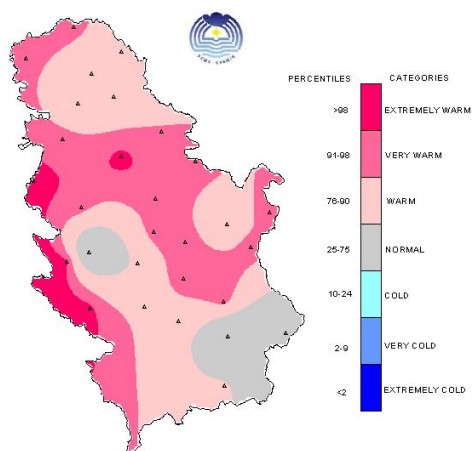 PERCENTILES CATEGORIES
>98 EXTREMELY WARM
91-98 VERY WARM
76-90 WARM
25-75 NORMAL
10-24 COLD
2-9 VERY COLD
<2 EXTREMELY COLD